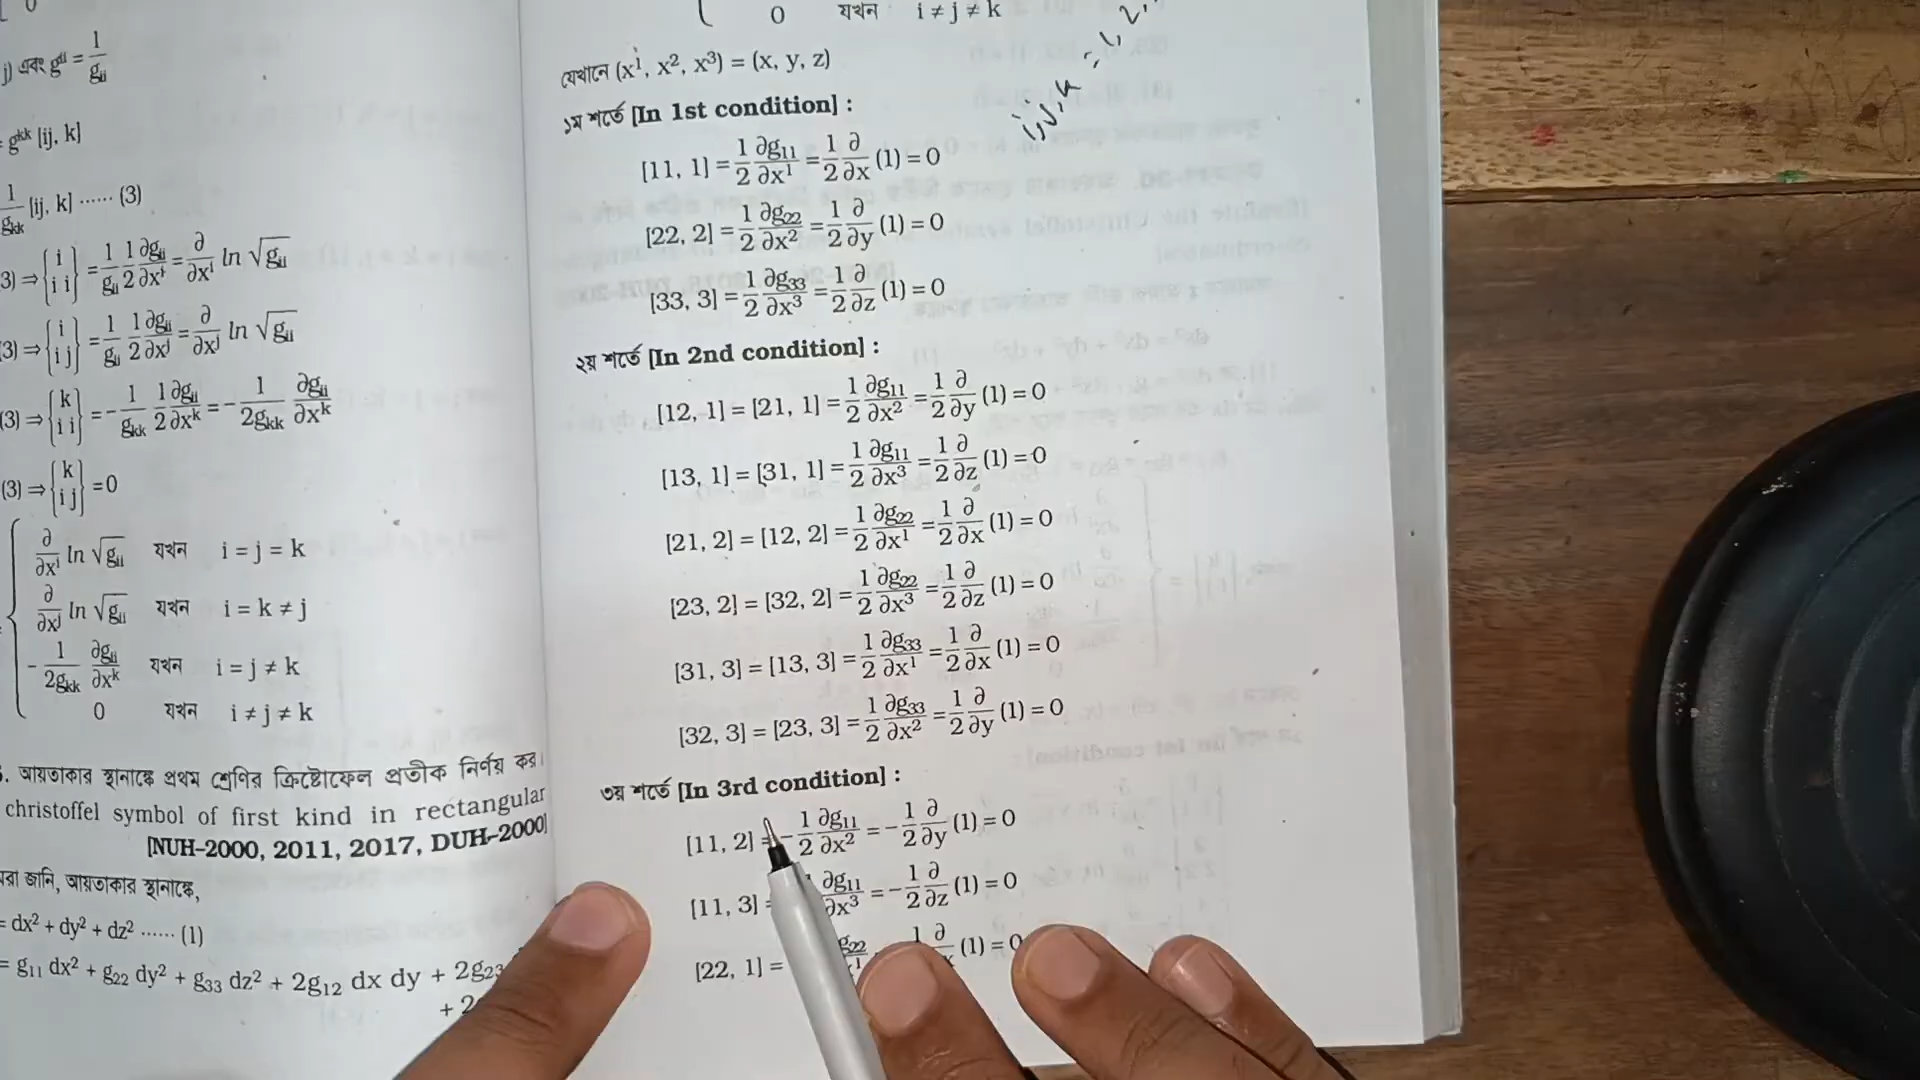 0
j) এবং gⁱⁱ = 1/gᵢᵢ
= gᵏᵏ [ij, k]
1/gₖₖ [ij, k] ...... (3)
3) ⇒ {i / i i} = 1/gᵢᵢ 1/2 ∂gᵢᵢ/∂xⁱ = ∂/∂xⁱ ln √gᵢᵢ
(3) ⇒ {i / i j} = 1/gᵢᵢ 1/2 ∂gᵢᵢ/∂xʲ = ∂/∂xʲ ln √gᵢᵢ
(3) ⇒ {k / i i} = - 1/gₖₖ 1/2 ∂gᵢᵢ/∂xᵏ = - 1/2gₖₖ ∂gᵢᵢ/∂xᵏ
(3) ⇒ {k / i j} = 0
∂/∂xⁱ ln √gᵢᵢ যখন i = j = k
∂/∂xʲ ln √gᵢᵢ যখন i = k ≠ j
- 1/2gₖₖ ∂gᵢᵢ/∂xᵏ যখন i = j ≠ k
0 যখন i ≠ j ≠ k
. আয়তাকার স্থানাঙ্কে প্রথম শ্রেণির ক্রিষ্টোফেল প্রতীক নির্ণয় কর।
christoffel symbol of first kind in rectangular
[NUH–2000, 2011, 2017, DUH–2000]
জানি, আয়তাকার স্থানাঙ্কে,
= dx² + dy² + dz² ...... (1)
= g₁₁ dx² + g₂₂ dy² + g₃₃ dz² + 2g₁₂ dx dy + 2g₂₃
+ 2
0 যখন i ≠ j ≠ k
যেখানে (x¹, x², x³) = (x, y, z)
১ম শর্তে [In 1st condition] :
[11, 1] = 1/2 ∂g₁₁/∂x¹ = 1/2 ∂/∂x (1) = 0
[22, 2] = 1/2 ∂g₂₂/∂x² = 1/2 ∂/∂y (1) = 0
[33, 3] = 1/2 ∂g₃₃/∂x³ = 1/2 ∂/∂z (1) = 0
২য় শর্তে [In 2nd condition] :
[12, 1] = [21, 1] = 1/2 ∂g₁₁/∂x² = 1/2 ∂/∂y (1) = 0
[13, 1] = [31, 1] = 1/2 ∂g₁₁/∂x³ = 1/2 ∂/∂z (1) = 0
[21, 2] = [12, 2] = 1/2 ∂g₂₂/∂x¹ = 1/2 ∂/∂x (1) = 0
[23, 2] = [32, 2] = 1/2 ∂g₂₂/∂x³ = 1/2 ∂/∂z (1) = 0
[31, 3] = [13, 3] = 1/2 ∂g₃₃/∂x¹ = 1/2 ∂/∂x (1) = 0
[32, 3] = [23, 3] = 1/2 ∂g₃₃/∂x² = 1/2 ∂/∂y (1) = 0
৩য় শর্তে [In 3rd condition] :
[11, 2] = - 1/2 ∂g₁₁/∂x² = - 1/2 ∂/∂y (1) = 0
[11, 3] = ∂g₁₁/∂x³ = - 1/2 ∂/∂z (1) = 0
[22, 1] = g₂₂ 1 ∂ (1) = 0